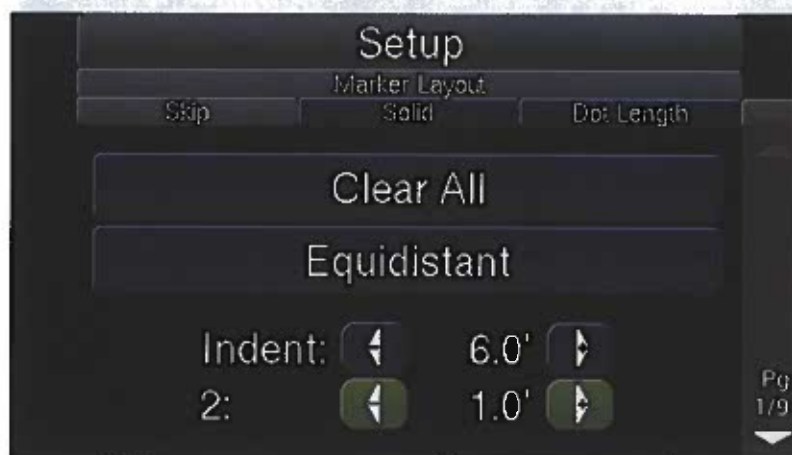 Setup
Marker Layout
Skip Solid Dot Length
Clear All
Equidistant
Indent: 6.0'
2: 1.0'
Pg
1/9